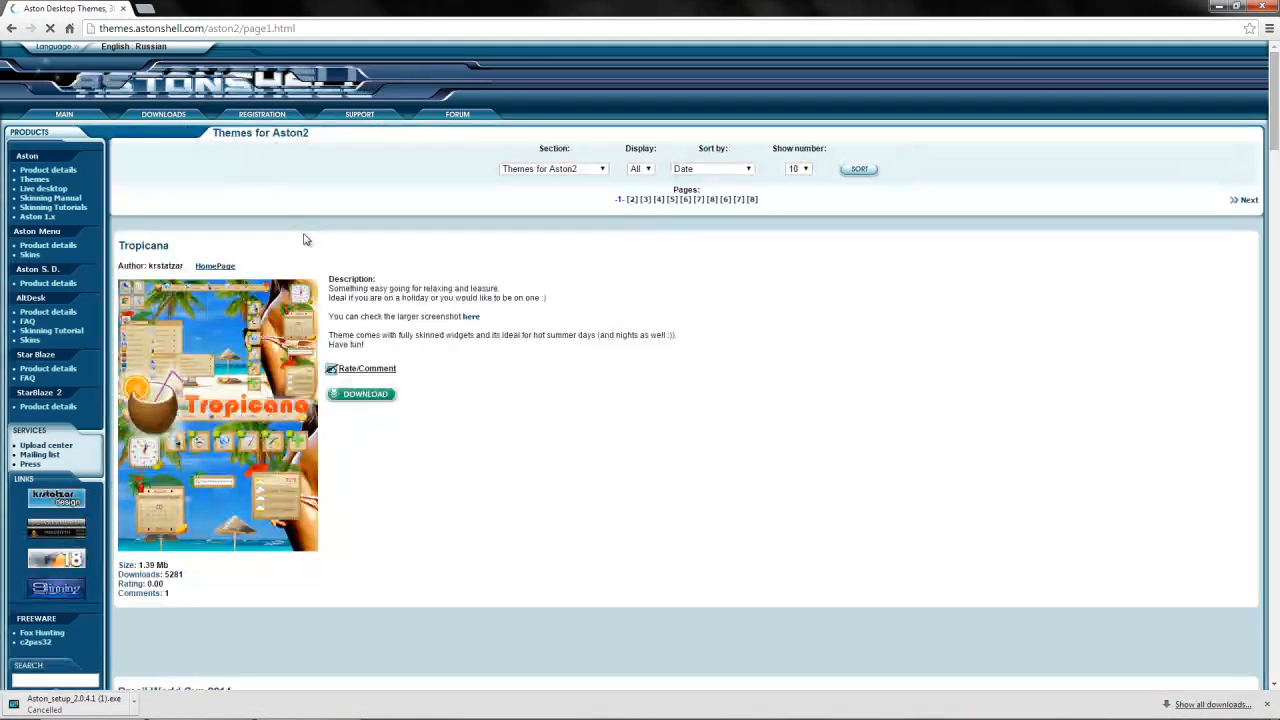 Aston Desktop Themes, 3
themes.astonshell.com/aston2/page1.html
Language English Russian
ASTONSHELL
MAIN DOWNLOADS REGISTRATION SUPPORT FORUM
PRODUCTS
Aston
Product details
Themes
Live desktop
Skinning Manual
Skinning Tutorials
Aston 1.x
Aston Menu
Product details
Skins
Aston S. D.
Product details
AltDesk
Product details
FAQ
Skinning Tutorial
Skins
Star Blaze
Product details
FAQ
StarBlaze 2
Product details
SERVICES
Upload center
Mailing list
Press
LINKS
krstatzar
design
18
FREEWARE
Fox Hunting
c2pas32
SEARCH
Themes for Aston2
Section: Display: Sort by: Show number:
Themes for Aston2 All Date 10 SORT
Pages:
-1- [2] [3] [4] [5] [6] [7] [8] [6] [7] [8]
Next
Tropicana
Author: krstatzar HomePage
Tropicana
Description:
Something easy going for relaxing and leasure.
Ideal if you are on a holiday or you would like to be on one :)
You can check the larger screenshot here
Theme comes with fully skinned widgets and its ideal for hot summer days (and nights as well :)).
Have fun!
Rate/Comment
DOWNLOAD
Size: 1.39 Mb
Downloads: 5281
Rating: 0.00
Comments: 1
Aston_setup_2.0.4.1 (1).exe
Cancelled
Show all downloads...